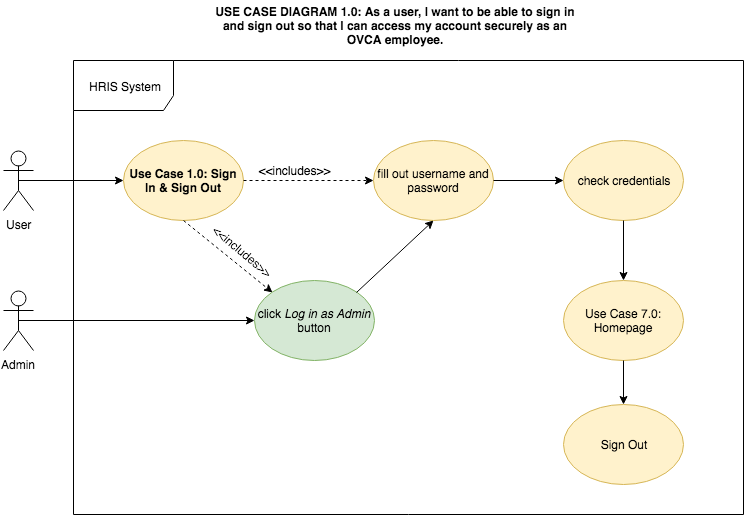 USE CASE DIAGRAM 1.0: As a user, I want to be able to sign in
and sign out so that I can access my account securely as an
OVCA employee.
HRIS System
User
Use Case 1.0: Sign
In & Sign Out
<<includes>>
fill out username and
password
check credentials
<<includes>>
Admin
click Log in as Admin
button
Use Case 7.0:
Homepage
Sign Out